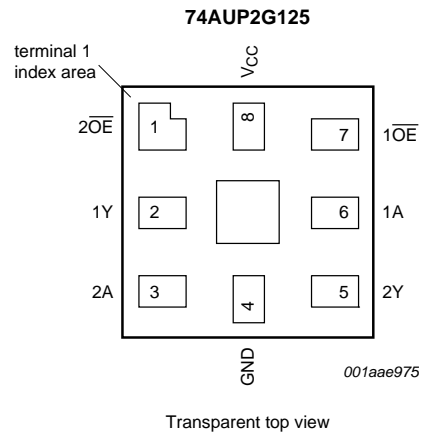 74AUP2G125
terminal 1
index area
VCC
2OE
1
8
7
1OE
1Y
2
6
1A
2A
3
4
5
2Y
GND
001aae975
Transparent top view